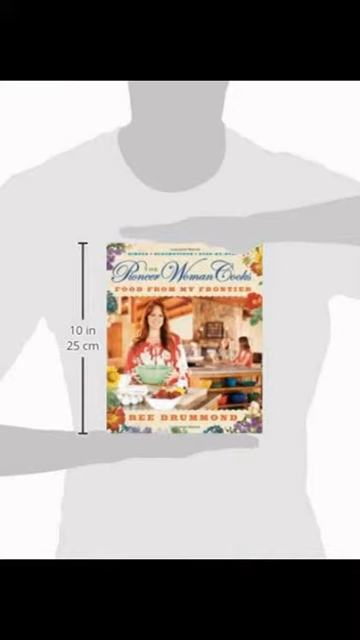 THE
Pioneer Woman Cooks
FOOD FROM MY FRONTIER
10 in
25 cm
REE DRUMMOND